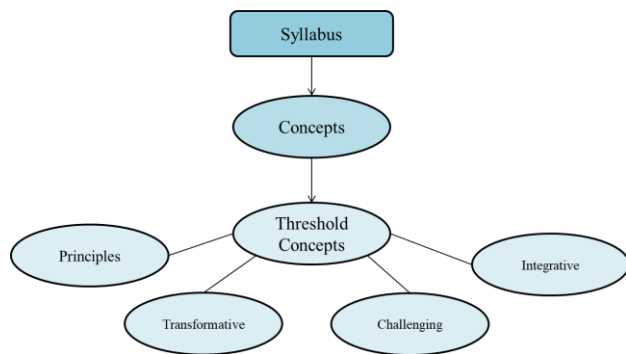 Syllabus
Concepts
Threshold
Concepts
Principles
Integrative
Transformative
Challenging